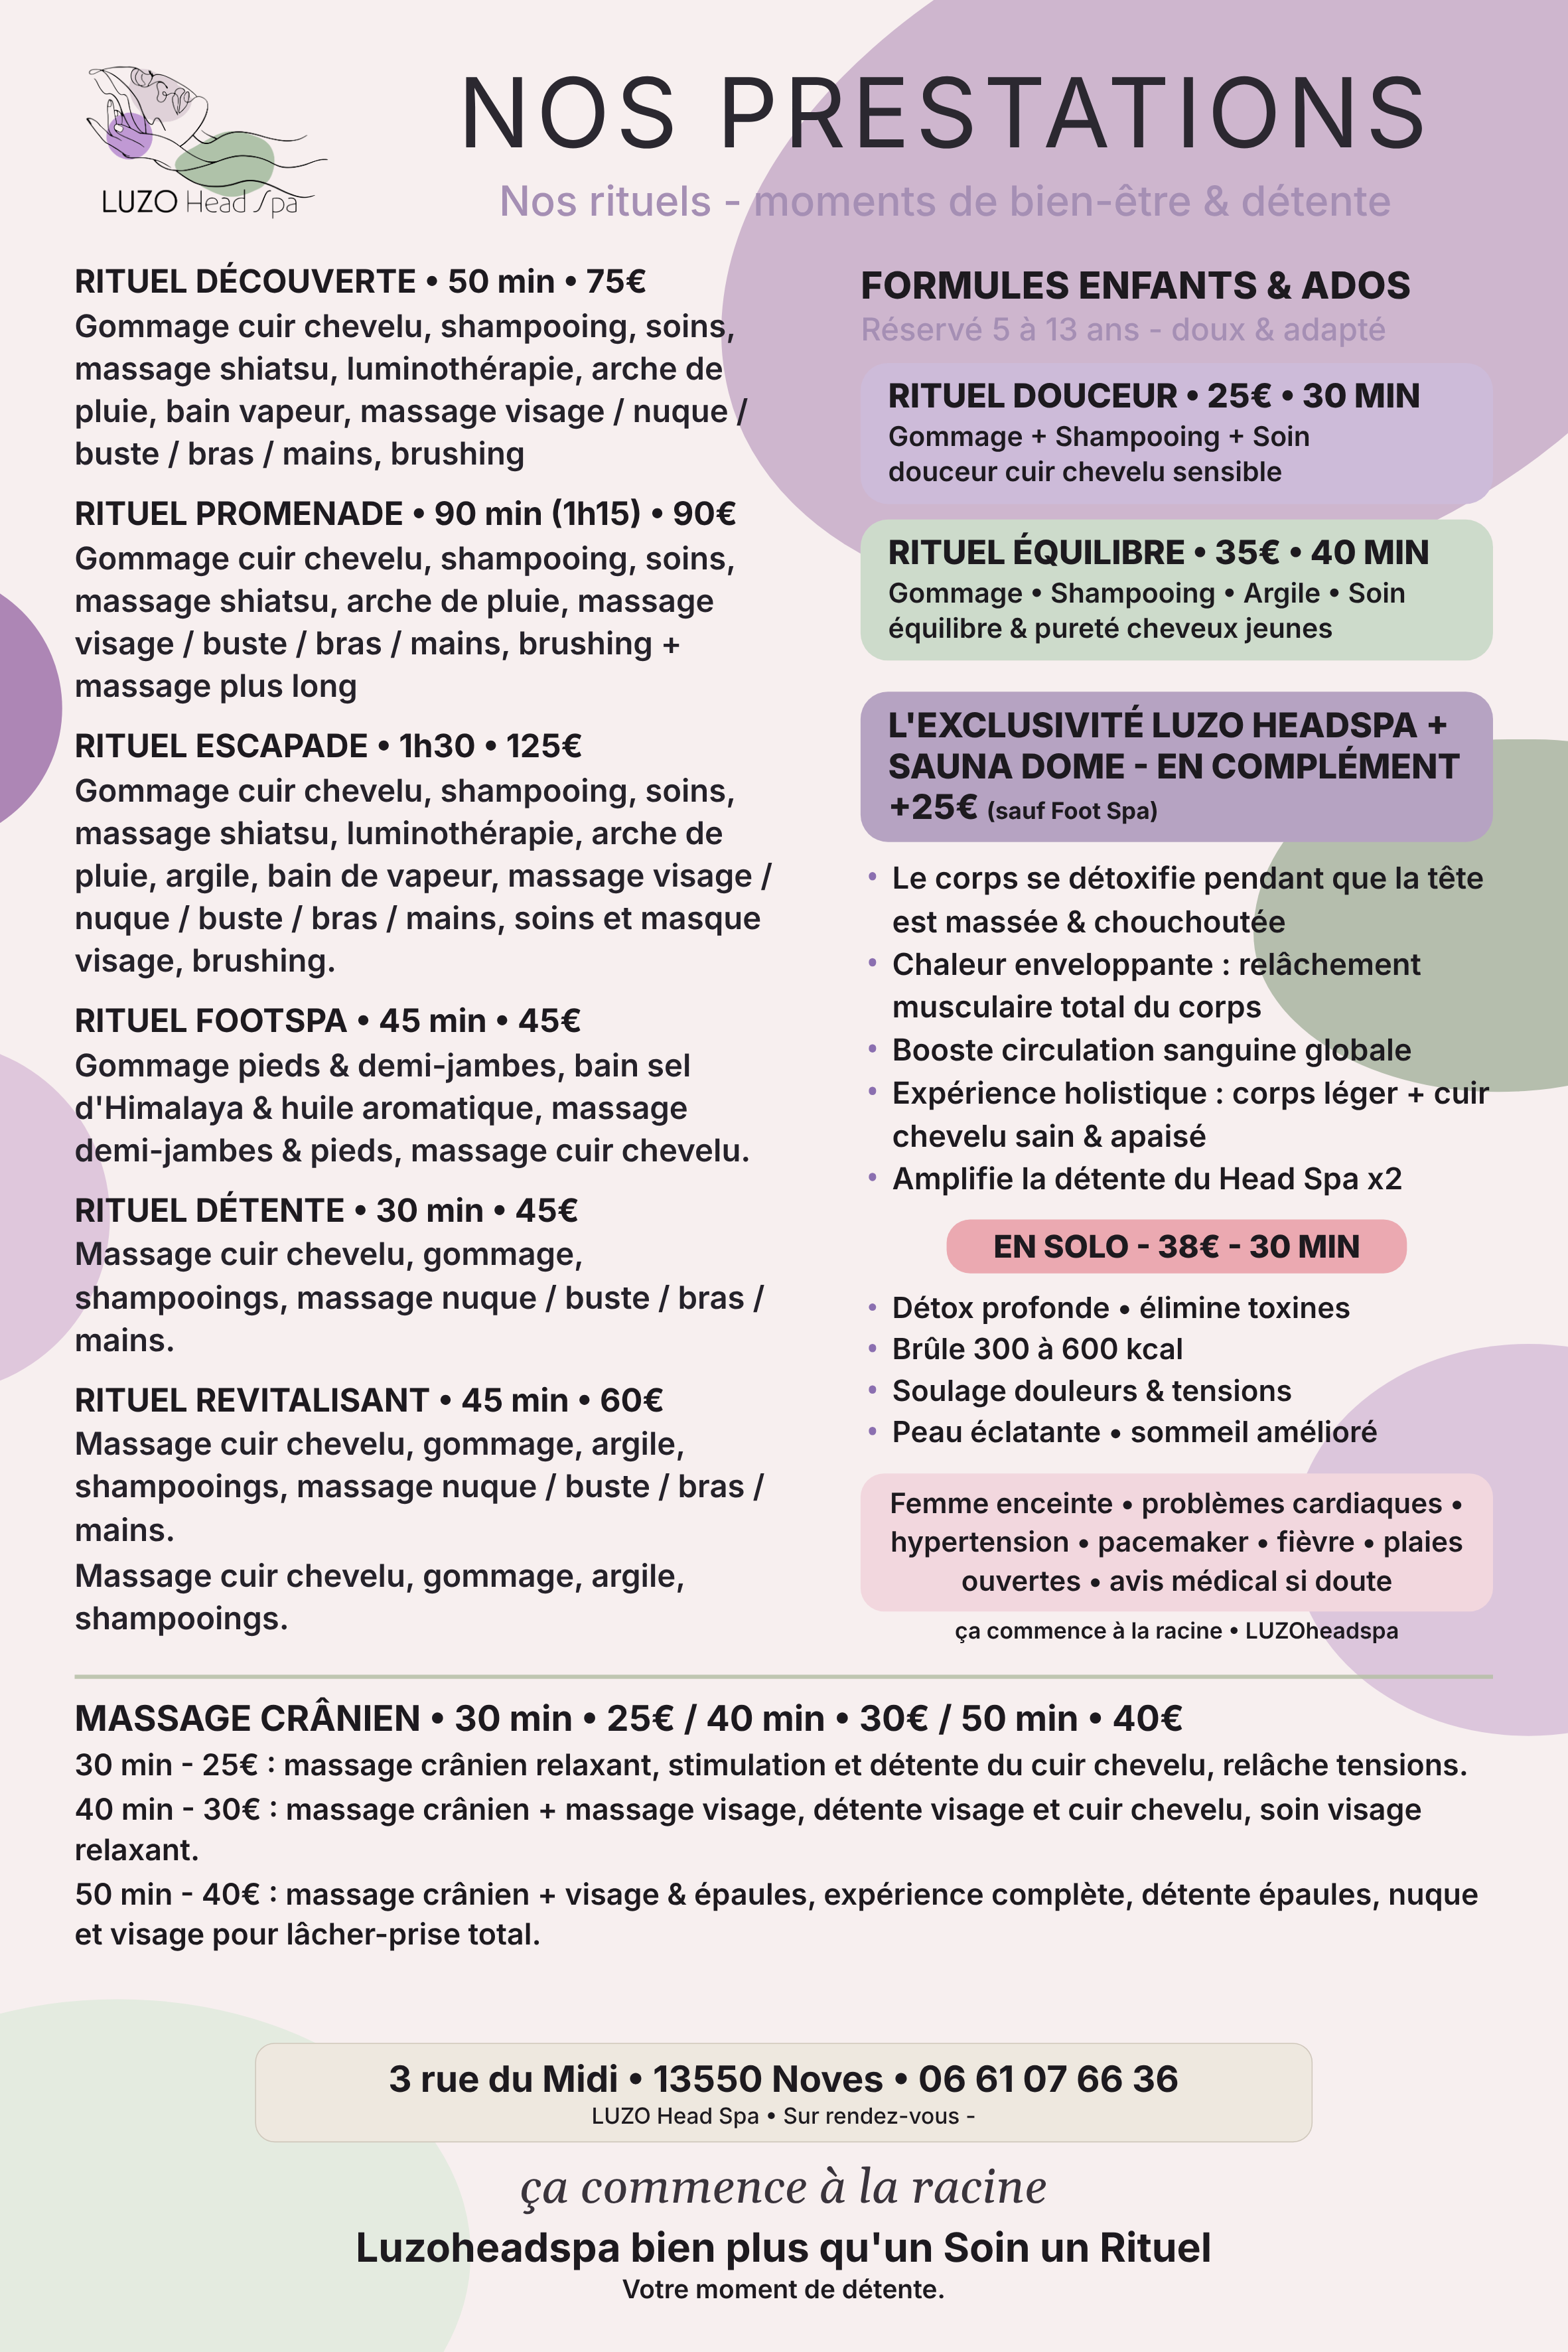 LUZO Head Spa
NOS PRESTATIONS
Nos rituels - moments de bien-être & détente
RITUEL DÉCOUVERTE • 50 min • 75€
Gommage cuir chevelu, shampooing, soins,
massage shiatsu, luminothérapie, arche de
pluie, bain vapeur, massage visage / nuque /
buste / bras / mains, brushing
RITUEL PROMENADE • 90 min (1h15) • 90€
Gommage cuir chevelu, shampooing, soins,
massage shiatsu, arche de pluie, massage
visage / buste / bras / mains, brushing +
massage plus long
RITUEL ESCAPADE • 1h30 • 125€
Gommage cuir chevelu, shampooing, soins,
massage shiatsu, luminothérapie, arche de
pluie, argile, bain de vapeur, massage visage /
nuque / buste / bras / mains, soins et masque
visage, brushing.
RITUEL FOOTSPA • 45 min • 45€
Gommage pieds & demi-jambes, bain sel
d'Himalaya & huile aromatique, massage
demi-jambes & pieds, massage cuir chevelu.
RITUEL DÉTENTE • 30 min • 45€
Massage cuir chevelu, gommage,
shampooings, massage nuque / buste / bras /
mains.
RITUEL REVITALISANT • 45 min • 60€
Massage cuir chevelu, gommage, argile,
shampooings, massage nuque / buste / bras /
mains.
Massage cuir chevelu, gommage, argile,
shampooings.
FORMULES ENFANTS & ADOS
Réservé 5 à 13 ans - doux & adapté
RITUEL DOUCEUR • 25€ • 30 MIN
Gommage + Shampooing + Soin
douceur cuir chevelu sensible
RITUEL ÉQUILIBRE • 35€ • 40 MIN
Gommage • Shampooing • Argile • Soin
équilibre & pureté cheveux jeunes
L'EXCLUSIVITÉ LUZO HEADSPA +
SAUNA DOME - EN COMPLÉMENT
+25€ (sauf Foot Spa)
• Le corps se détoxifie pendant que la tête
est massée & chouchoutée
• Chaleur enveloppante : relâchement
musculaire total du corps
• Booste circulation sanguine globale
• Expérience holistique : corps léger + cuir
chevelu sain & apaisé
• Amplifie la détente du Head Spa x2
EN SOLO - 38€ - 30 MIN
• Détox profonde • élimine toxines
• Brûle 300 à 600 kcal
• Soulage douleurs & tensions
• Peau éclatante • sommeil amélioré
Femme enceinte • problèmes cardiaques •
hypertension • pacemaker • fièvre • plaies
ouvertes • avis médical si doute
ça commence à la racine • LUZOheadspa
MASSAGE CRÂNIEN • 30 min • 25€ / 40 min • 30€ / 50 min • 40€
30 min - 25€ : massage crânien relaxant, stimulation et détente du cuir chevelu, relâche tensions.
40 min - 30€ : massage crânien + massage visage, détente visage et cuir chevelu, soin visage
relaxant.
50 min - 40€ : massage crânien + visage & épaules, expérience complète, détente épaules, nuque
et visage pour lâcher-prise total.
3 rue du Midi • 13550 Noves • 06 61 07 66 36
LUZO Head Spa • Sur rendez-vous -
ça commence à la racine
Luzoheadspa bien plus qu'un Soin un Rituel
Votre moment de détente.